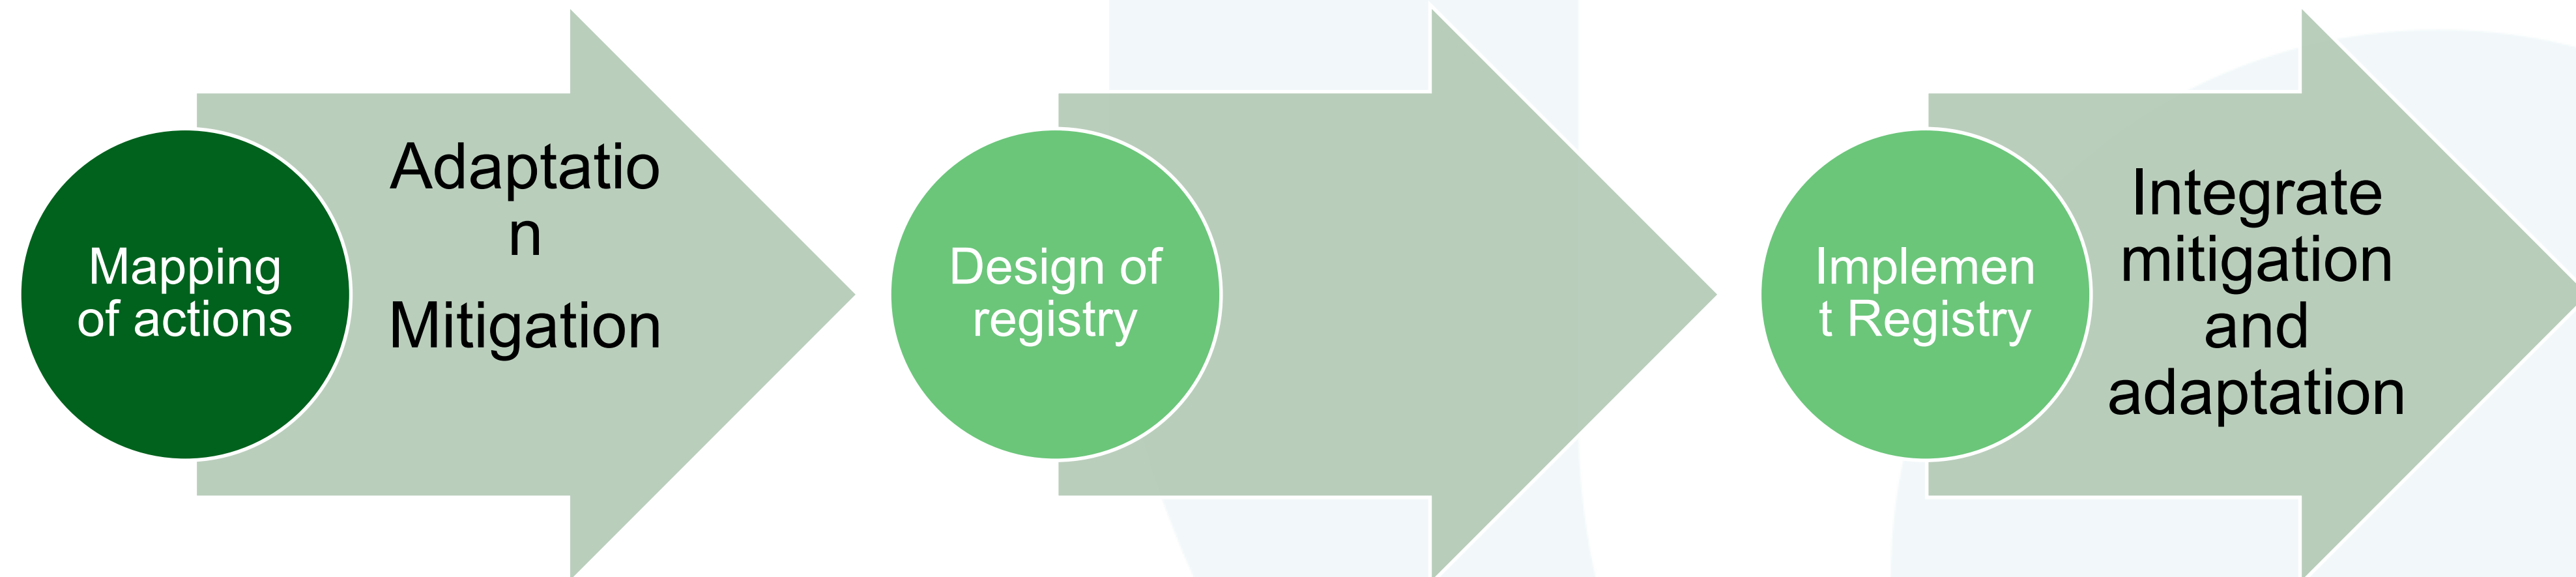 Mapping
of actions
Adaptatio
n
Mitigation
Design of
registry
Implemen
t Registry
Integrate
mitigation
and
adaptation